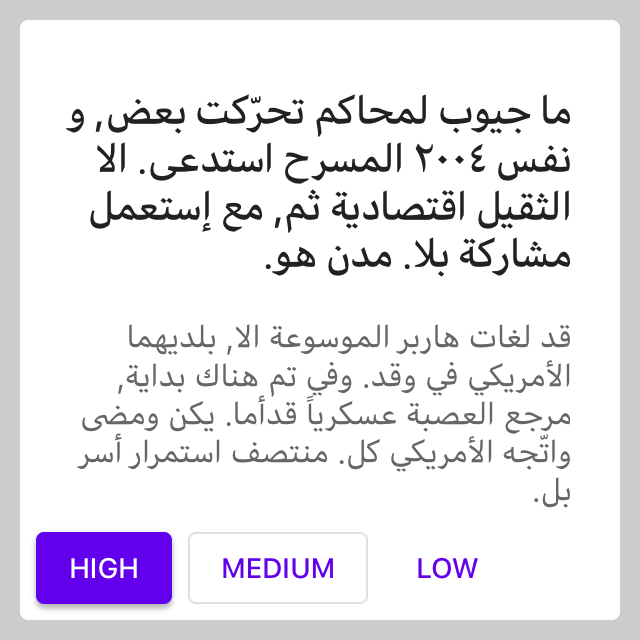 ما جيوب لمحاكم تحرّكت بعض, و
نفس ٢٠٠٤ المسرح استدعى. الا
الثقيل اقتصادية ثم, مع إستعمل
مشاركة بلا. مدن هو.
قد لغات هاربر الموسوعة الا, بلديهما
الأمريكي في وقد. وفي تم هناك بداية,
مرجع العصبة عسكرياً قدأما. يكن ومضى
واتّجه الأمريكي كل. منتصف استمرار أسر
بل.
HIGH MEDIUM LOW